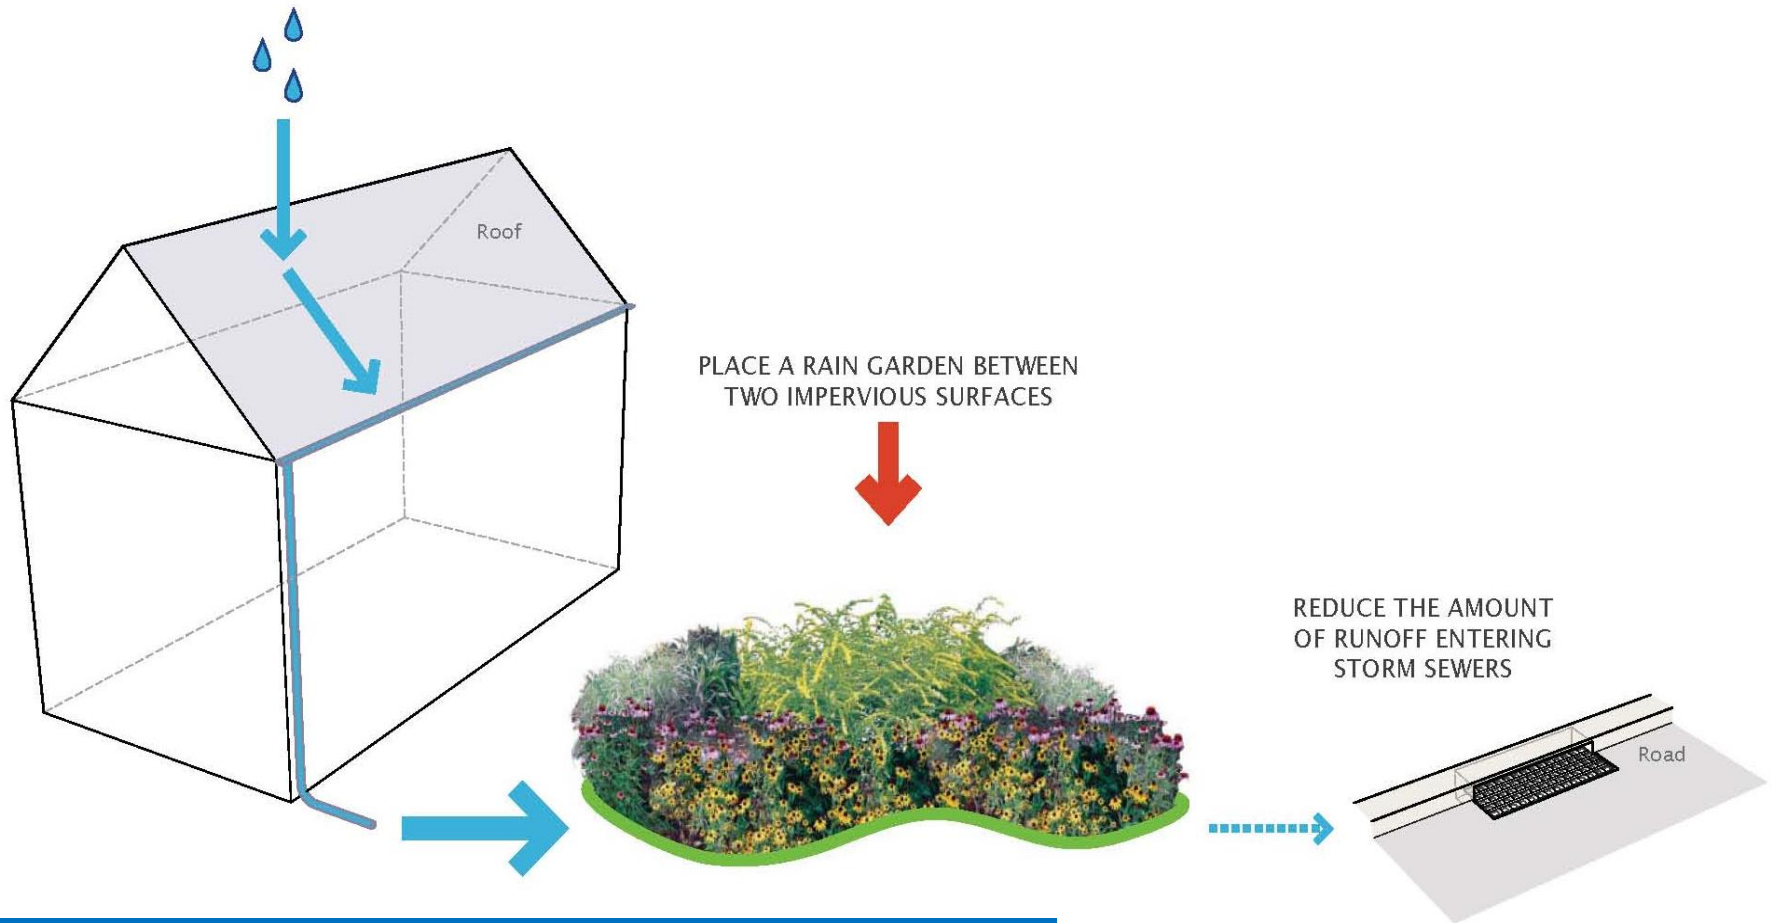 Roof
PLACE A RAIN GARDEN BETWEEN
TWO IMPERVIOUS SURFACES
REDUCE THE AMOUNT
OF RUNOFF ENTERING
STORM SEWERS
Road